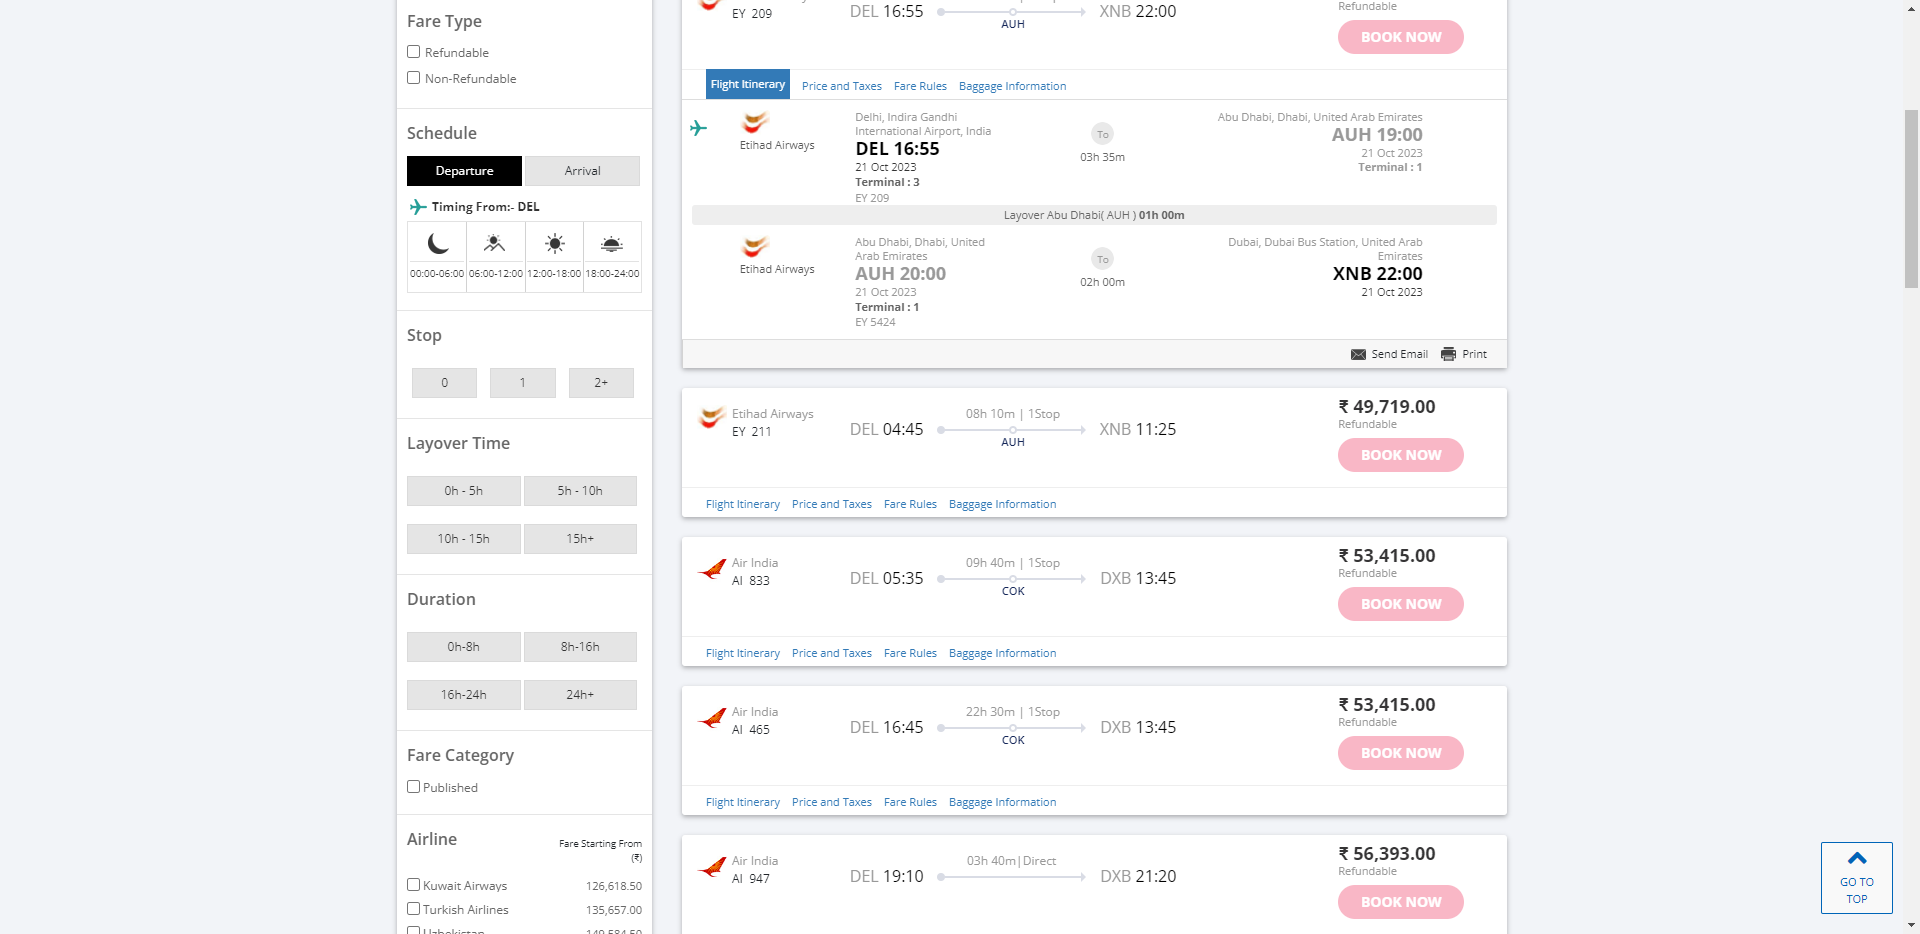 Fare Type
Refundable
Non-Refundable
Schedule
Departure
Arrival
Timing From:- DEL
00:00-06:00 06:00-12:00 12:00-18:00 18:00-24:00
Stop
0
1
2+
Layover Time
0h - 5h
5h - 10h
10h - 15h
15h+
Duration
0h-8h
8h-16h
16h-24h
24h+
Fare Category
Published
Airline
Fare Starting From
(₹)
Kuwait Airways 126,618.50
Turkish Airlines 135,657.00
Uzbekistan 149,584.50
EY 209
DEL 16:55
AUH
XNB 22:00
Refundable
BOOK NOW
Flight Itinerary Price and Taxes Fare Rules Baggage Information
Etihad Airways
Delhi, Indira Gandhi
International Airport, India
DEL 16:55
21 Oct 2023
Terminal : 3
EY 209
To
03h 35m
Abu Dhabi, Dhabi, United Arab Emirates
AUH 19:00
21 Oct 2023
Terminal : 1
Layover Abu Dhabi( AUH ) 01h 00m
Etihad Airways
Abu Dhabi, Dhabi, United
Arab Emirates
AUH 20:00
21 Oct 2023
Terminal : 1
EY 5424
To
02h 00m
Dubai, Dubai Bus Station, United Arab
Emirates
XNB 22:00
21 Oct 2023
Send Email Print
Etihad Airways
EY 211
DEL 04:45
08h 10m | 1Stop
AUH
XNB 11:25
₹ 49,719.00
Refundable
BOOK NOW
Flight Itinerary Price and Taxes Fare Rules Baggage Information
Air India
AI 833
DEL 05:35
09h 40m | 1Stop
COK
DXB 13:45
₹ 53,415.00
Refundable
BOOK NOW
Flight Itinerary Price and Taxes Fare Rules Baggage Information
Air India
AI 465
DEL 16:45
22h 30m | 1Stop
COK
DXB 13:45
₹ 53,415.00
Refundable
BOOK NOW
Flight Itinerary Price and Taxes Fare Rules Baggage Information
Air India
AI 947
DEL 19:10
03h 40m|Direct
DXB 21:20
₹ 56,393.00
Refundable
BOOK NOW
GO TO
TOP